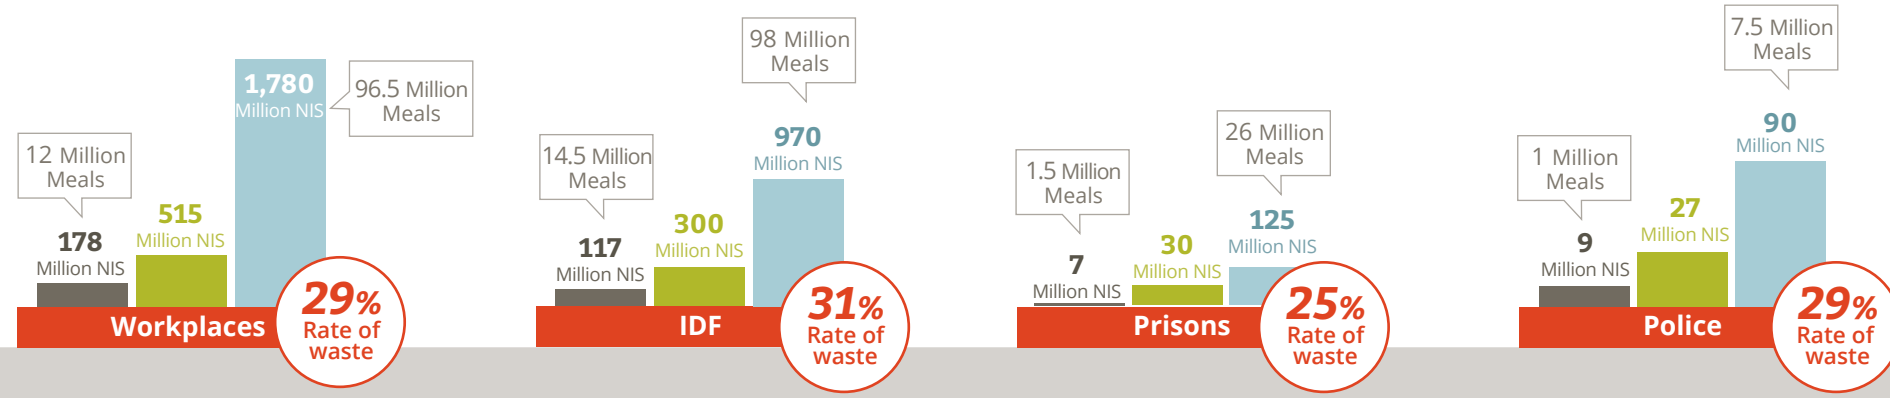 12 Million
Meals
178
Million NIS
515
Million NIS
1,780
Million NIS
96.5 Million
Meals
Workplaces
29%
Rate of
waste
14.5 Million
Meals
117
Million NIS
300
Million NIS
98 Million
Meals
970
Million NIS
IDF
31%
Rate of
waste
1.5 Million
Meals
7
Million NIS
30
Million NIS
26 Million
Meals
125
Million NIS
Prisons
25%
Rate of
waste
1 Million
Meals
9
Million NIS
27
Million NIS
7.5 Million
Meals
90
Million NIS
Police
29%
Rate of
waste